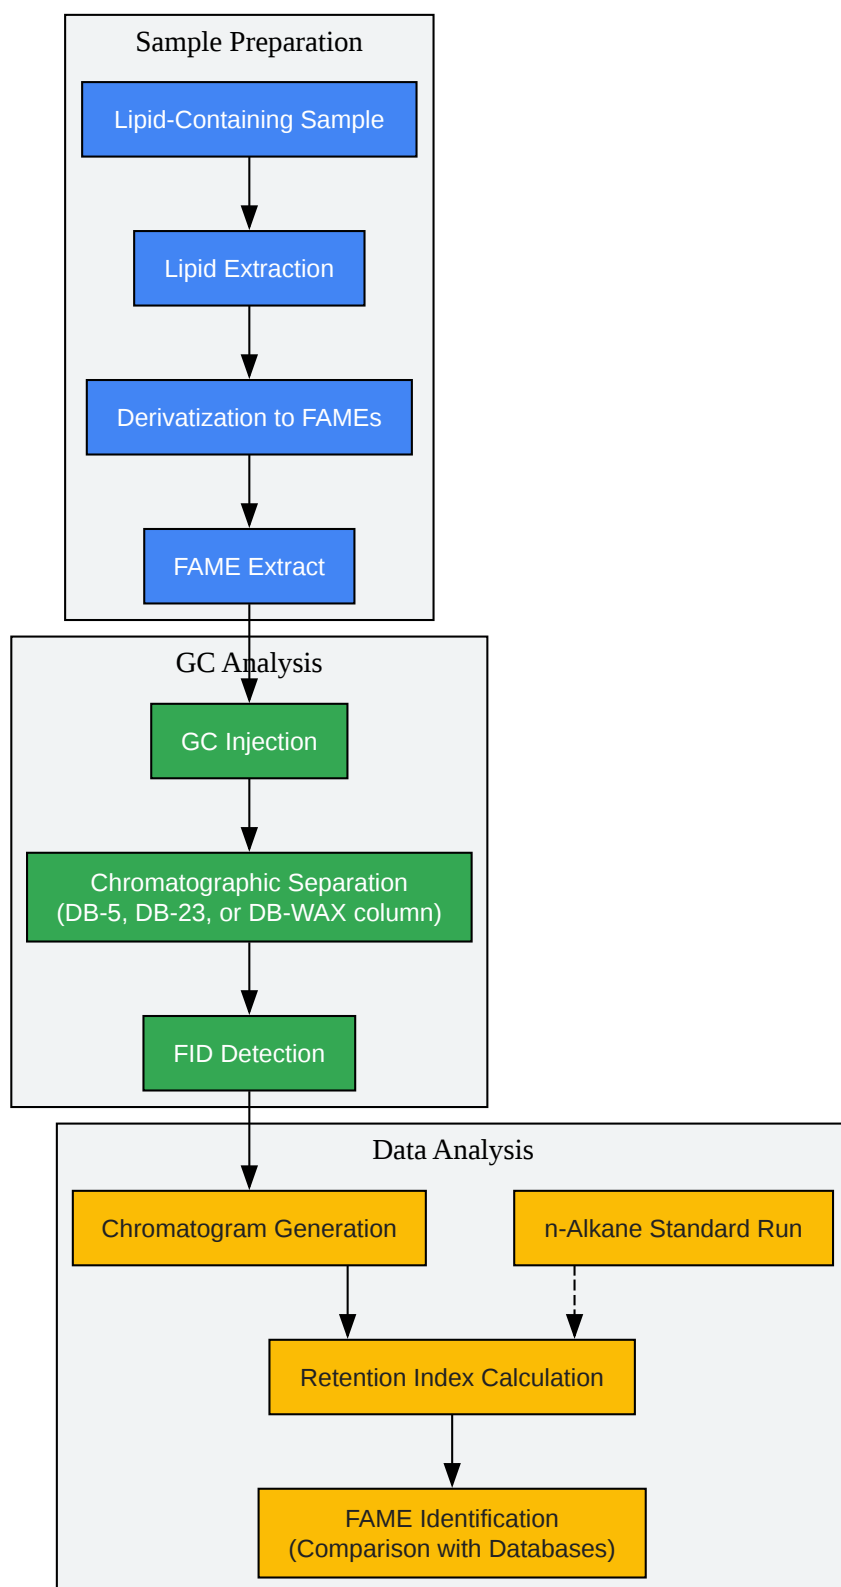 Sample Preparation
Lipid-Containing Sample
Lipid Extraction
Derivatization to FAMEs
FAME Extract
GC Analysis
GC Injection
Chromatographic Separation
(DB-5, DB-23, or DB-WAX column)
FID Detection
Data Analysis
Chromatogram Generation
n-Alkane Standard Run
Retention Index Calculation
FAME Identification
(Comparison with Databases)